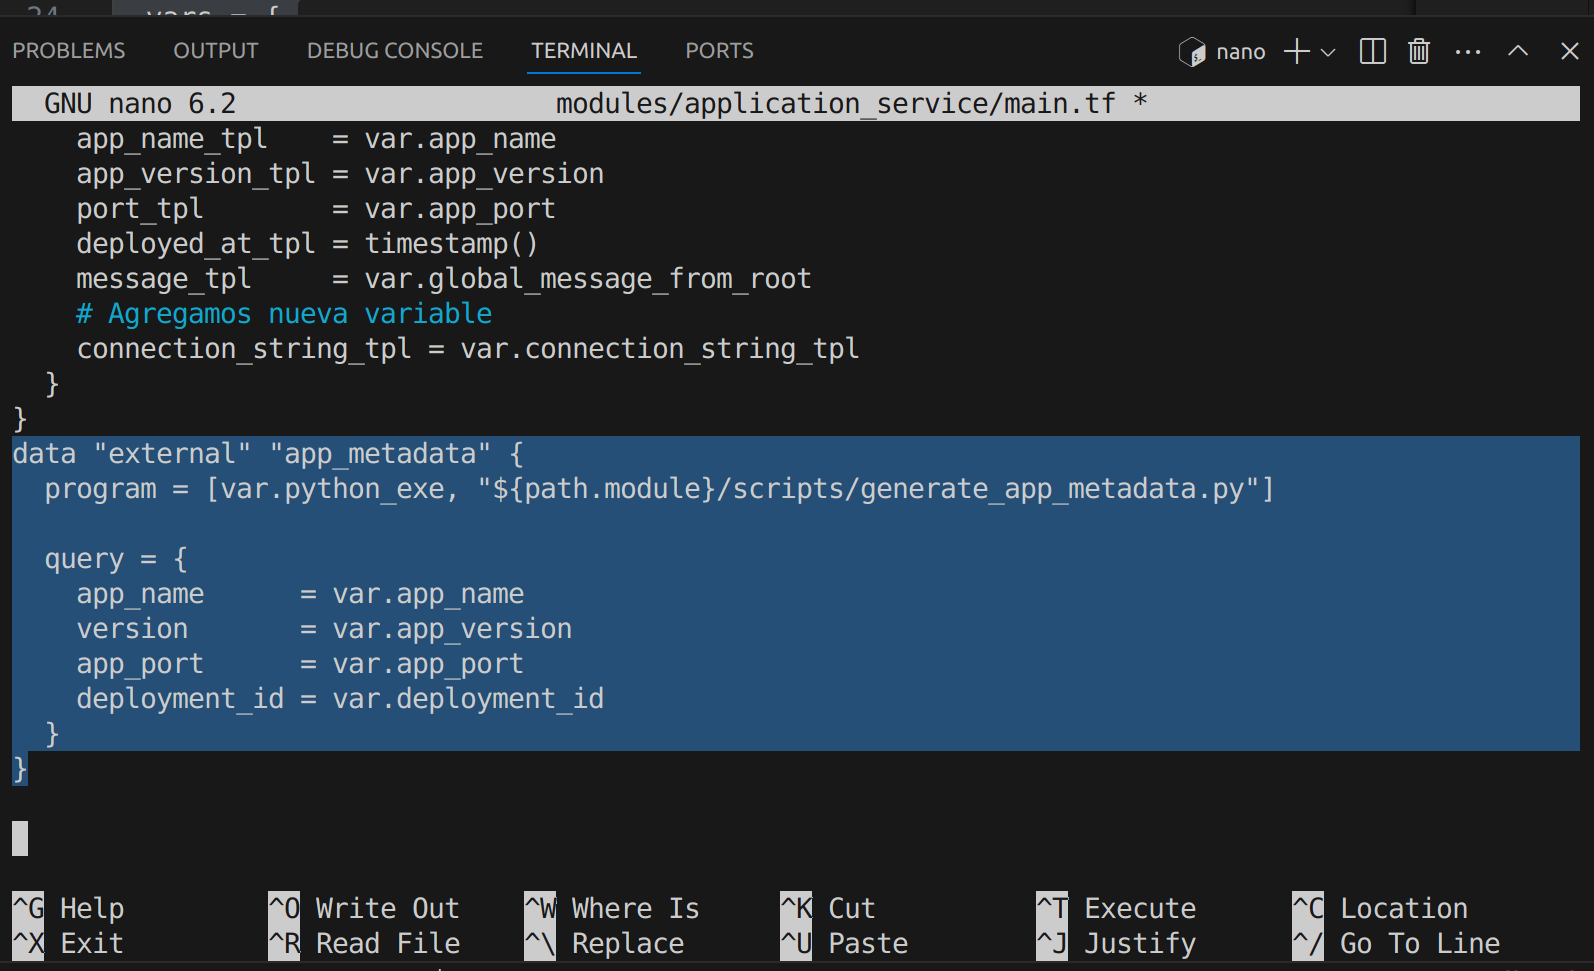 24 vars = {
PROBLEMS OUTPUT DEBUG CONSOLE TERMINAL PORTS nano
GNU nano 6.2 modules/application_service/main.tf *
app_name_tpl = var.app_name
app_version_tpl = var.app_version
port_tpl = var.app_port
deployed_at_tpl = timestamp()
message_tpl = var.global_message_from_root
# Agregamos nueva variable
connection_string_tpl = var.connection_string_tpl
}
}
data "external" "app_metadata" {
program = [var.python_exe, "${path.module}/scripts/generate_app_metadata.py"]
query = {
app_name = var.app_name
version = var.app_version
app_port = var.app_port
deployment_id = var.deployment_id
}
}
^G Help ^O Write Out ^W Where Is ^K Cut ^T Execute ^C Location
^X Exit ^R Read File ^\ Replace ^U Paste ^J Justify ^/ Go To Line